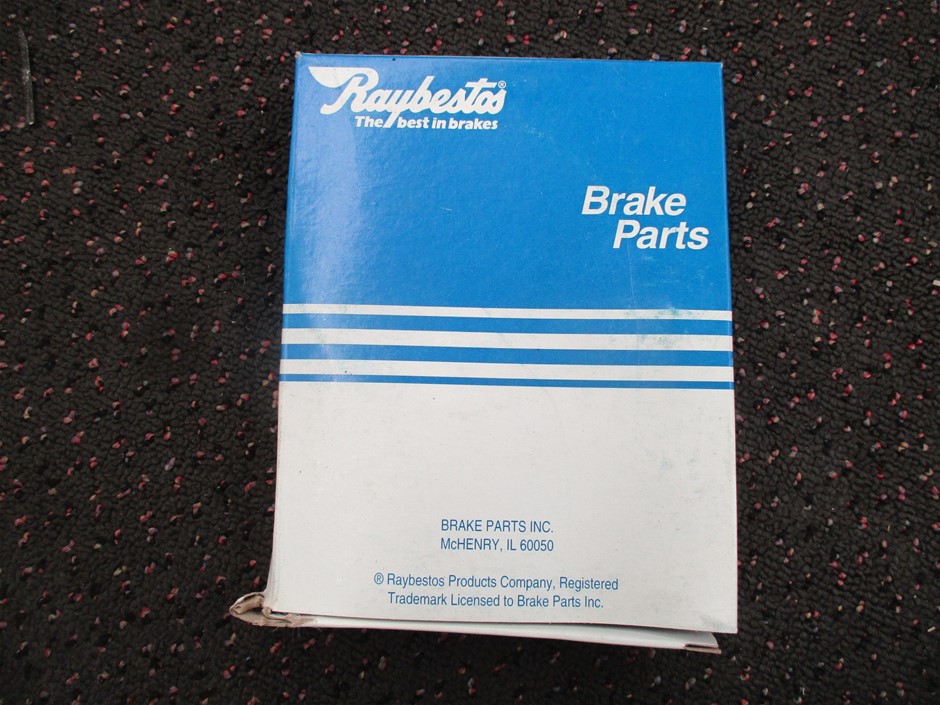 Raybestos®
The best in brakes
Brake
Parts
BRAKE PARTS INC.
McHENRY, IL 60050
® Raybestos Products Company, Registered
Trademark Licensed to Brake Parts Inc.